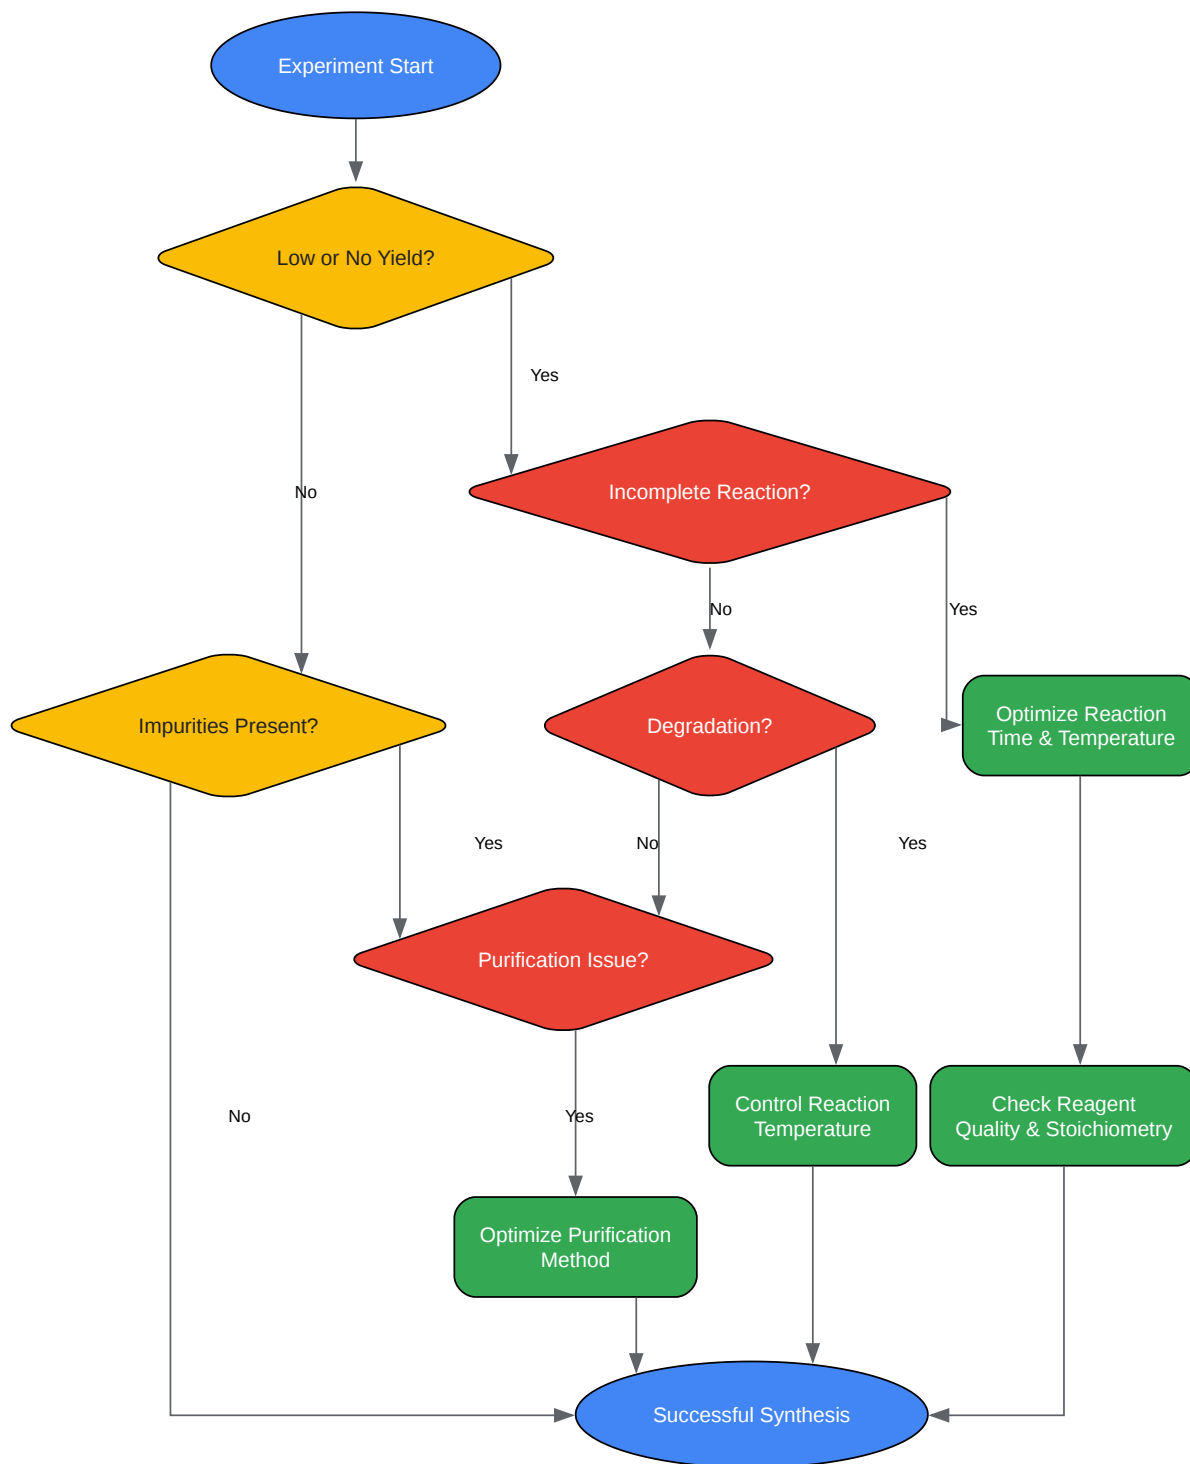 Experiment Start
Low or No Yield?
Yes
No
Incomplete Reaction?
No
Yes
Impurities Present?
Degradation?
Optimize Reaction
Time & Temperature
Yes
No
Yes
Purification Issue?
No
Yes
Control Reaction
Temperature
Check Reagent
Quality & Stoichiometry
Optimize Purification
Method
Successful Synthesis